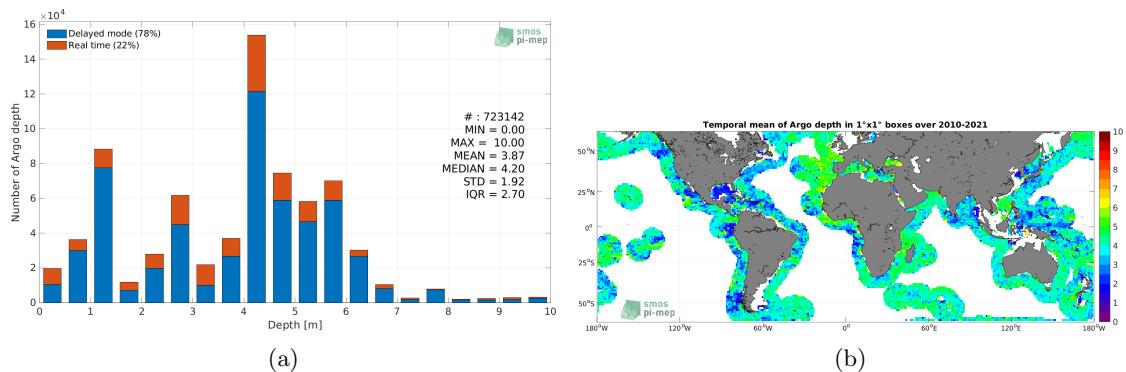 ×10⁴
16
14
12
10
8
6
4
2
0
Number of Argo depth
Delayed mode (78%)
Real time (22%)
smos
pi-mep
# : 723142
MIN = 0.00
MAX = 10.00
MEAN = 3.87
MEDIAN = 4.20
STD = 1.92
IQR = 2.70
0 1 2 3 4 5 6 7 8 9 10
Depth [m]
(a)
Temporal mean of Argo depth in 1°x1° boxes over 2010-2021
50°N
25°N
0°
25°S
50°S
smos
pi-mep
180°W 120°W 60°W 0° 60°E 120°E 180°W
10
9
8
7
6
5
4
3
2
1
0
(b)